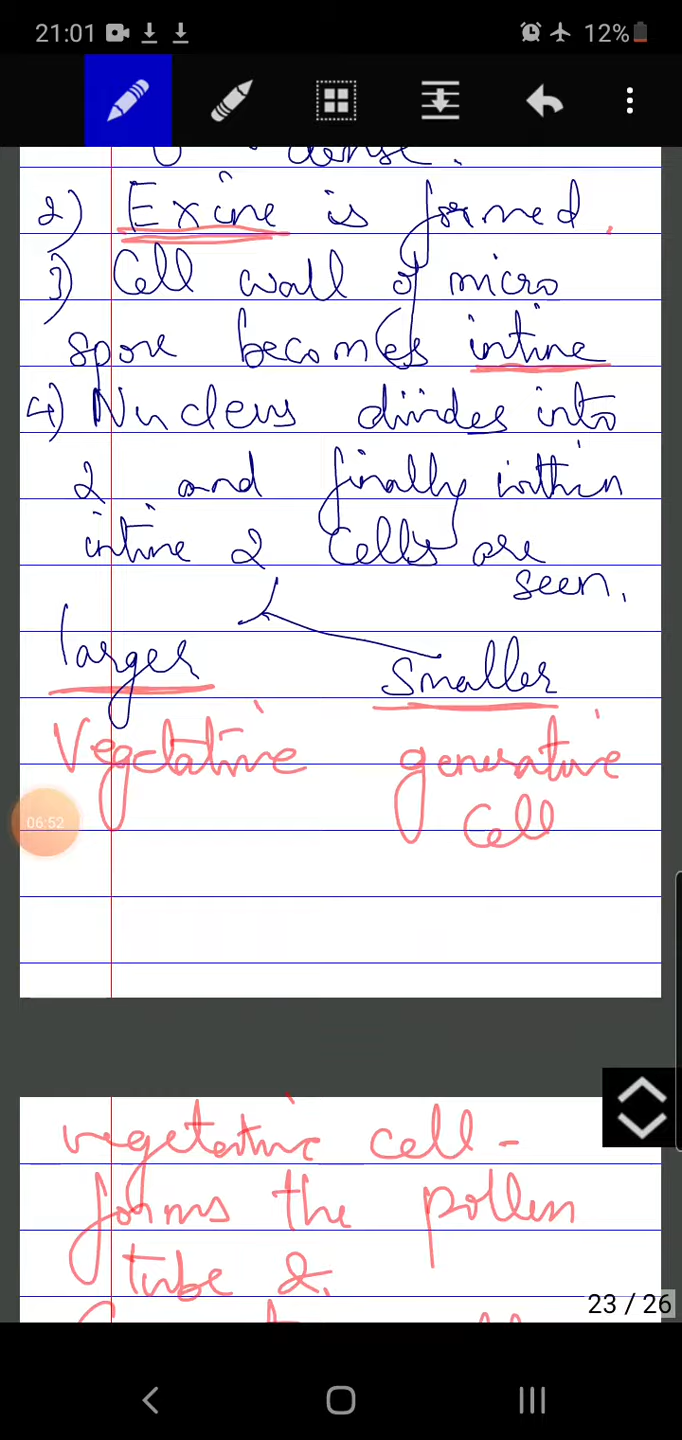 21:01
12%
dense.
2) Exine is formed.
3) Cell wall of micro
spore becomes intine
4) Nucleus divides into
2 and finally within
intine 2 cells are
seen.
larger
Smaller
Vegetative generative
Cell
06:52
vegetative cell -
forms the pollen
tube &
23 / 26